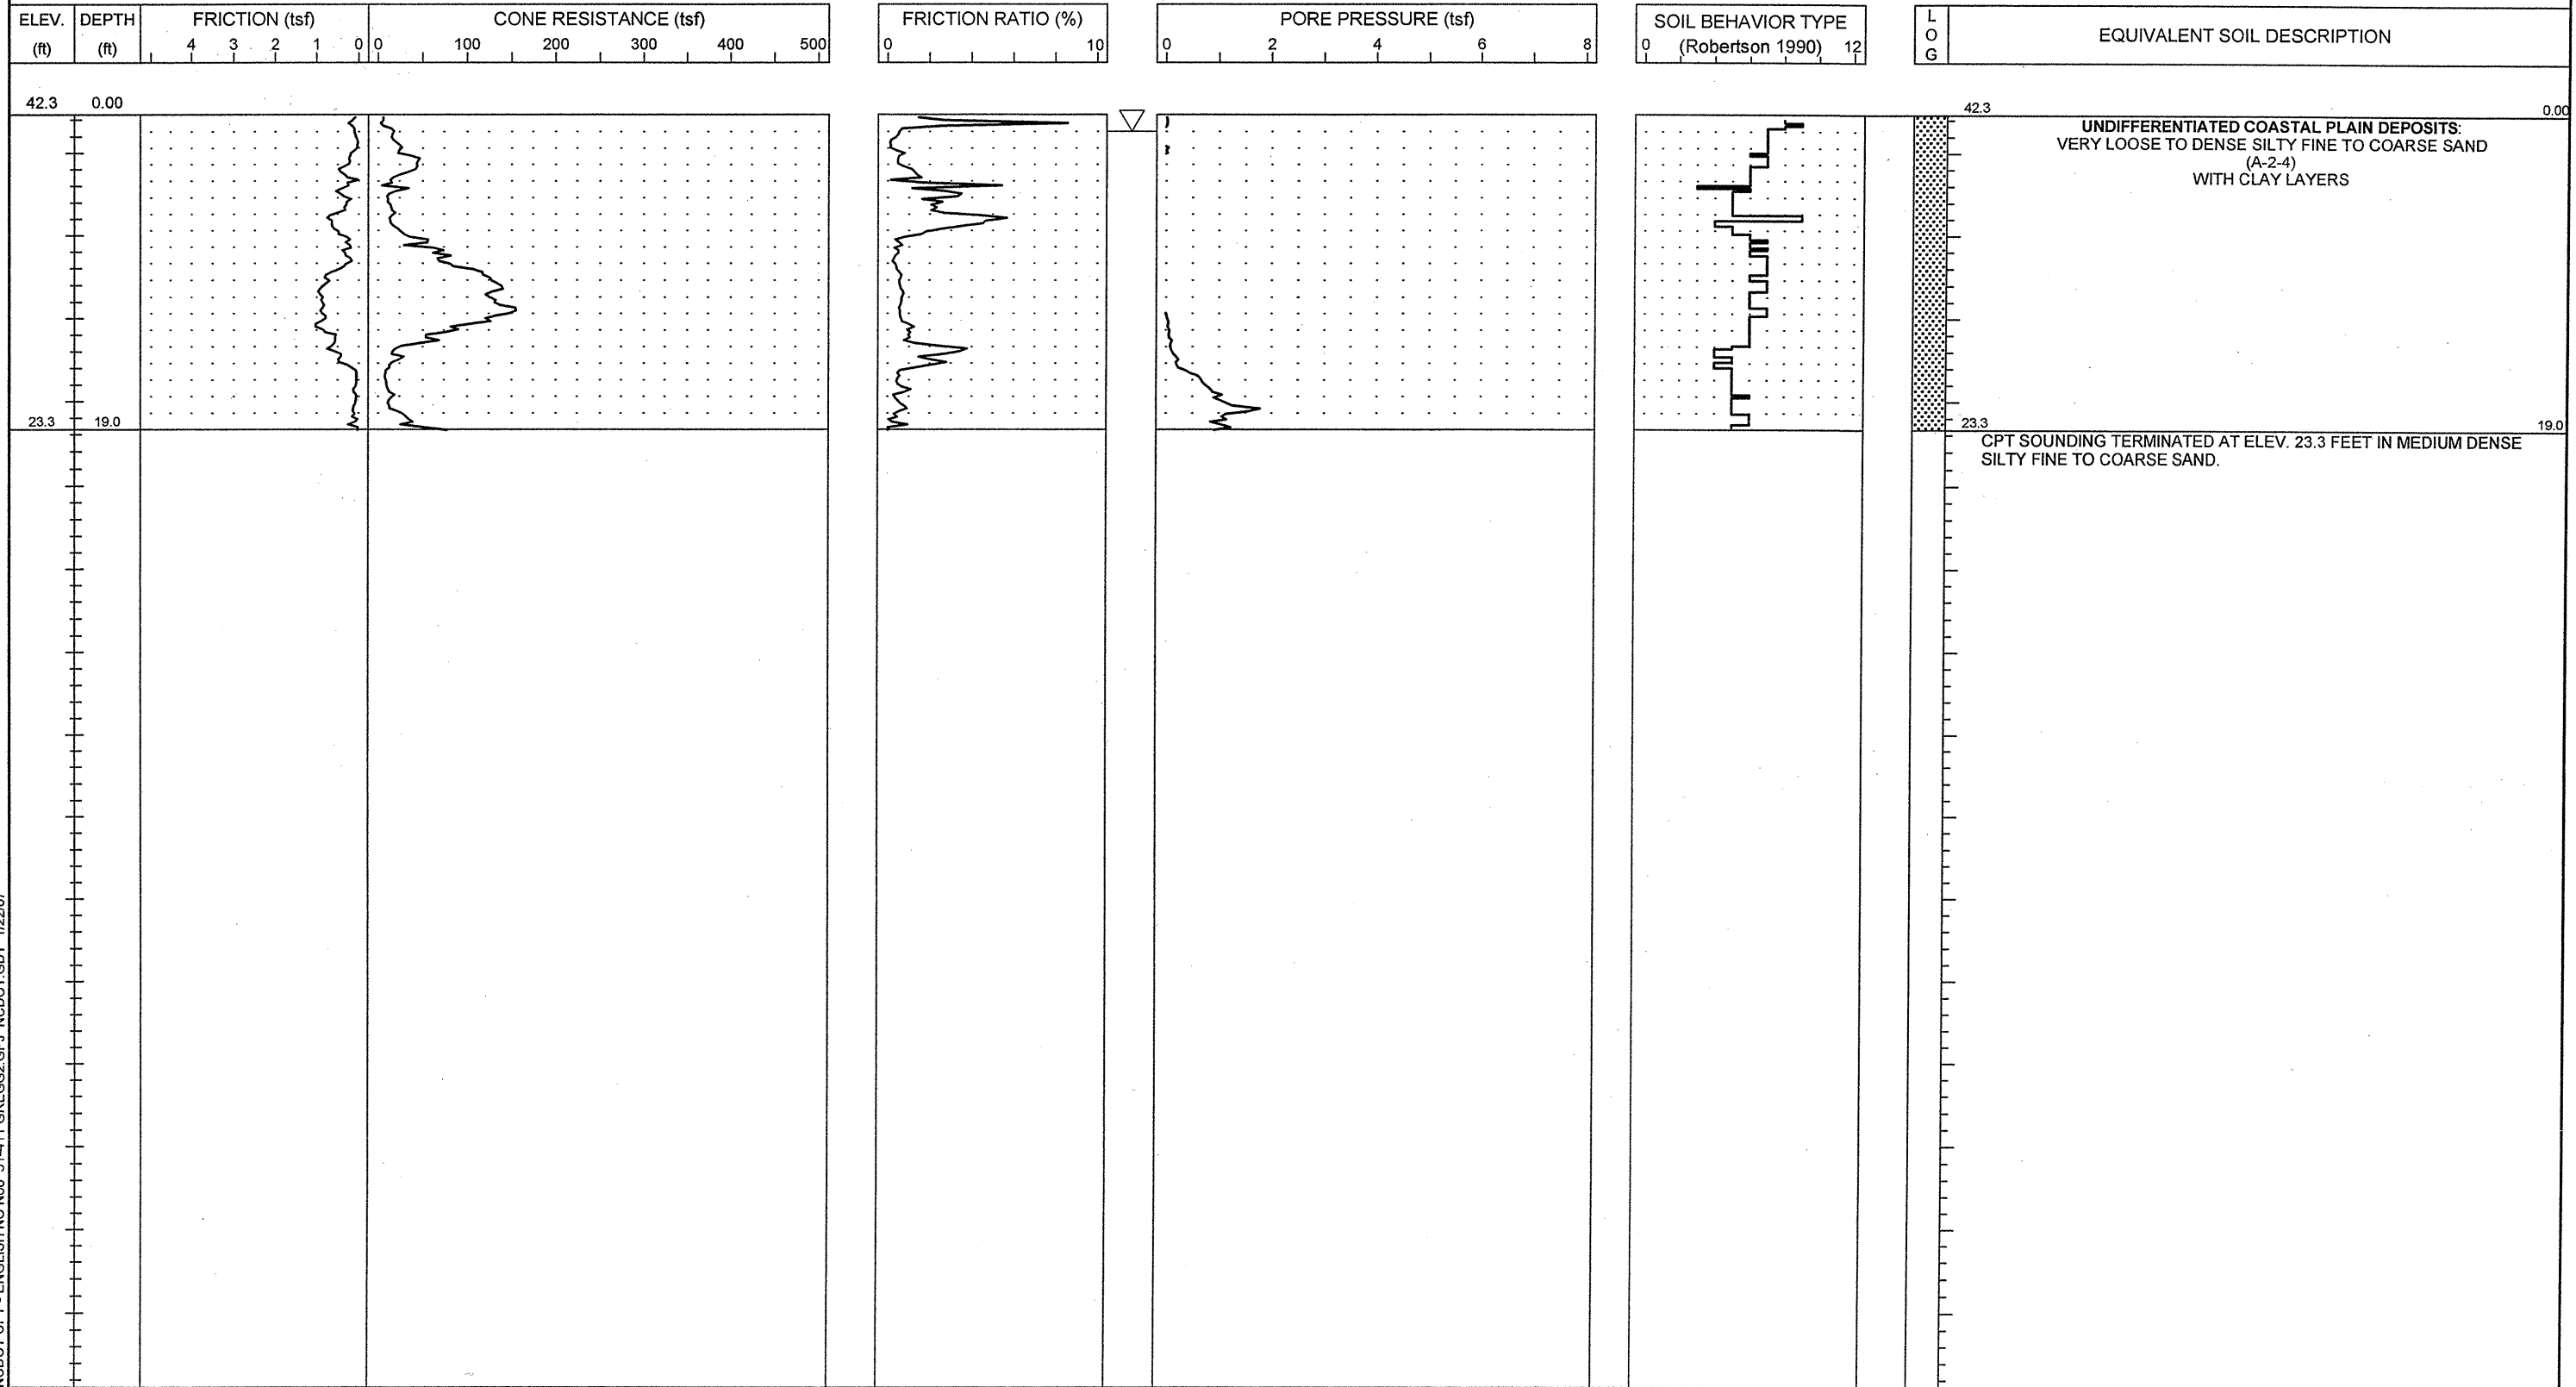 ELEV. (ft)
DEPTH (ft)
FRICTION (tsf)
4 3 2 1 0
CONE RESISTANCE (tsf)
0 100 200 300 400 500
FRICTION RATIO (%)
0 10
PORE PRESSURE (tsf)
0 2 4 6 8
SOIL BEHAVIOR TYPE
(Robertson 1990)
0 12
LOG
EQUIVALENT SOIL DESCRIPTION
42.3 0.00
42.3 0.00
UNDIFFERENTIATED COASTAL PLAIN DEPOSITS:
VERY LOOSE TO DENSE SILTY FINE TO COARSE SAND
(A-2-4)
WITH CLAY LAYERS
23.3 19.0
23.3 19.0
CPT SOUNDING TERMINATED AT ELEV. 23.3 FEET IN MEDIUM DENSE
SILTY FINE TO COARSE SAND.